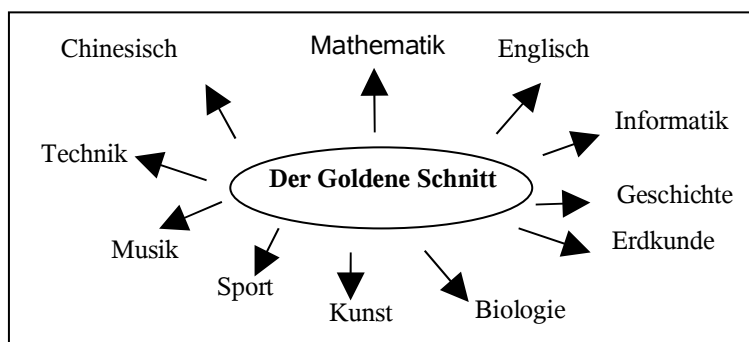 Chinesisch
Mathematik
Englisch
Informatik
Technik
Der Goldene Schnitt
Geschichte
Musik
Erdkunde
Sport
Kunst
Biologie